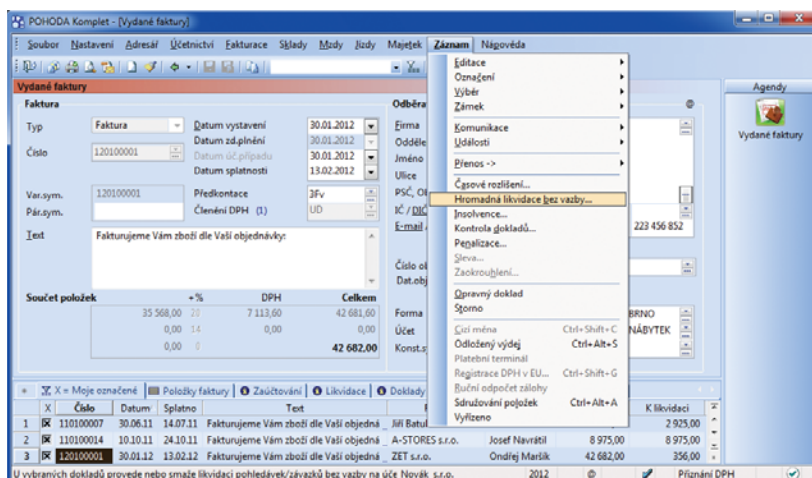 POHODA Komplet - [Vydané faktury]
Soubor Nastavení Adresář Účetnictví Fakturace Sklady Mzdy Jízdy Majetek Záznam Nápověda
Vydané faktury
Agendy
Vydané faktury
Faktura
Typ Faktura Datum vystavení 30.01.2012
Datum zd.plnění 30.01.2012
Číslo 120100001 Datum úč.případu 30.01.2012
Datum splatnosti 13.02.2012
Var.sym. 120100001 Předkontace 3Fv
Pár.sym. Členění DPH (1) UD
Text Fakturujeme Vám zboží dle Vaší objednávky:
Součet položek +% DPH Celkem
35 568,00 20 7 113,60 42 681,60
0,00 14 0,00 0,00
0,00 0 42 682,00
Odběra
Firma
Odděle
Jméno
Ulice
PSČ, O
IČ / DIČ
E-mail 223 456 852
Číslo o
Dat.obj
Forma BRNO
Účet NÁBYTEK
Konst.s
Editace
Označení
Výběr
Zámek
Komunikace
Události
Přenos ->
Časové rozlišení...
Hromadná likvidace bez vazby...
Insolvence...
Kontrola dokladů...
Penalizace...
Sleva...
Zaokrouhlení...
Opravný doklad
Storno
Cizí měna Ctrl+Shift+C
Odložený výdej Ctrl+Alt+S
Platební terminál
Registrace DPH v EU... Ctrl+Shift+G
Ruční odpočet zálohy
Sdružování položek Ctrl+Alt+A
Vyřízeno
X = Moje označené Položky faktury Zaúčtování Likvidace Doklady
X Číslo Datum Splatno Text K likvidaci
1 110100007 30.06.11 14.07.11 Fakturujeme Vám zboží dle Vaší objedná Jiří Batul 2 925,00
2 110100014 10.10.11 24.10.11 Fakturujeme Vám zboží dle Vaší objedná A-STORES s.r.o. Josef Navrátil 8 975,00 8 975,00
3 120100001 30.01.12 13.02.12 Fakturujeme Vám zboží dle Vaší objedná ZET s.r.o. Ondřej Maršík 42 682,00 356,00
U vybraných dokladů provede nebo smaže likvidaci pohledávek/závazků bez vazby na úče Novák s.r.o. 2012 Přiznání DPH